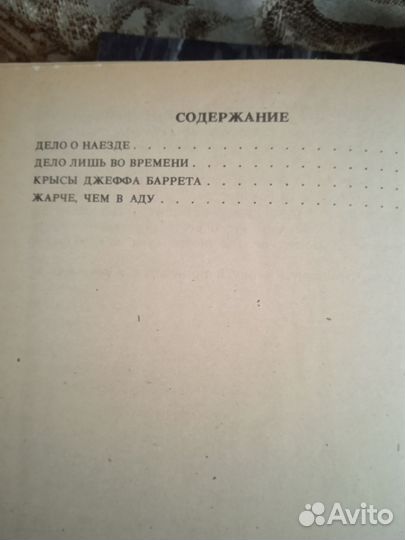 СОДЕРЖАНИЕ
ДЕЛО О НАЕЗДЕ . . . . . . . . . . . . . .
ДЕЛО ЛИШЬ ВО ВРЕМЕНИ . . . . . . . . . . .
КРЫСЫ ДЖЕФФА БАРРЕТА . . . . . . . . . . .
ЖАРЧЕ, ЧЕМ В АДУ . . . . . . . . . . . . .
Avito